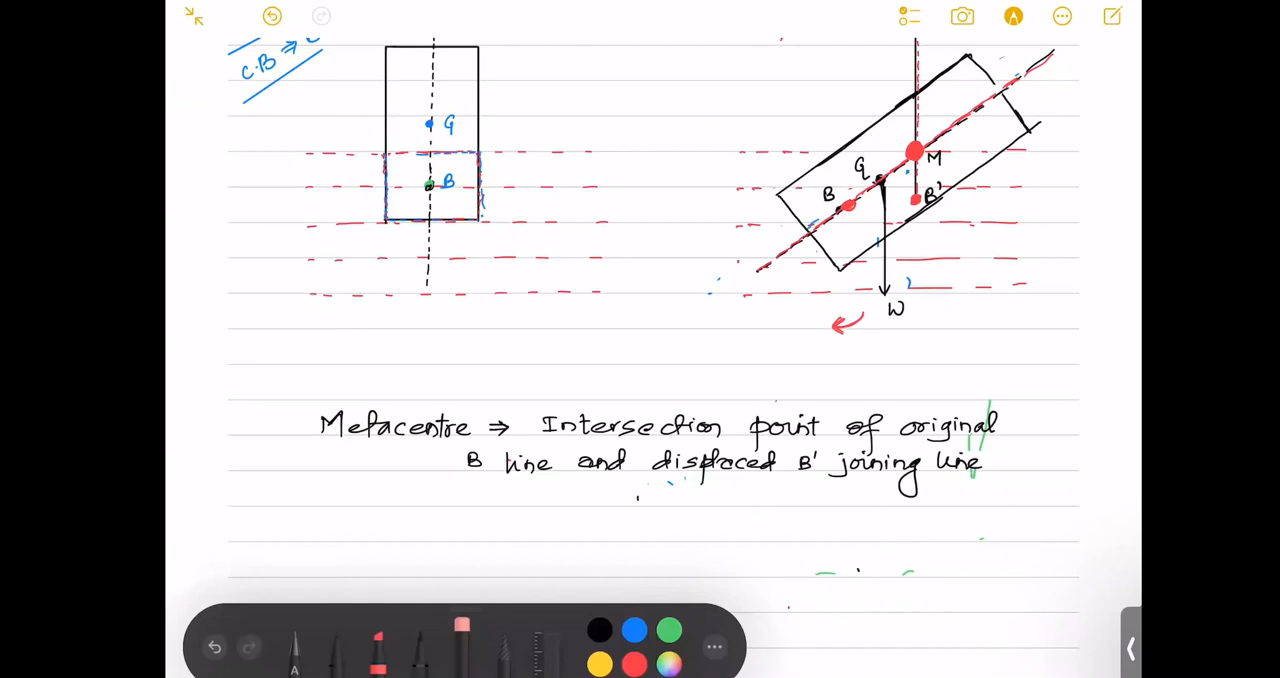 C.B ⇒
G
B
G
M
B
B'
W
Metacentre ⇒ Intersection point of original
B line and displaced B' joining line
A